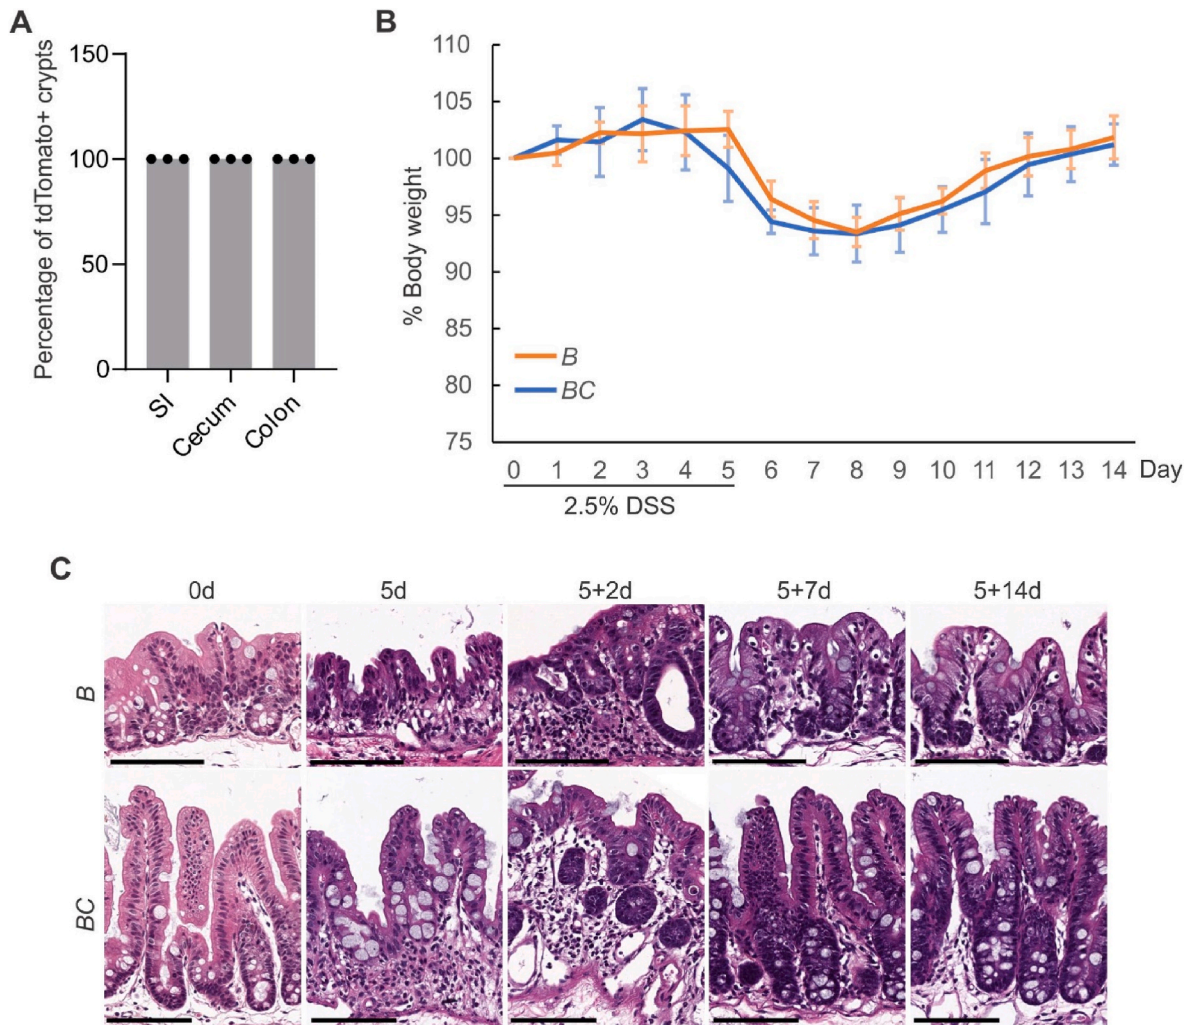 A
Percentage of tdTomato+ crypts
150
100
50
0
SI
Cecum
Colon
B
% Body weight
110
105
100
95
90
85
80
75
B
BC
0 1 2 3 4 5 6 7 8 9 10 11 12 13 14 Day
2.5% DSS
C
0d 5d 5+2d 5+7d 5+14d
B
BC